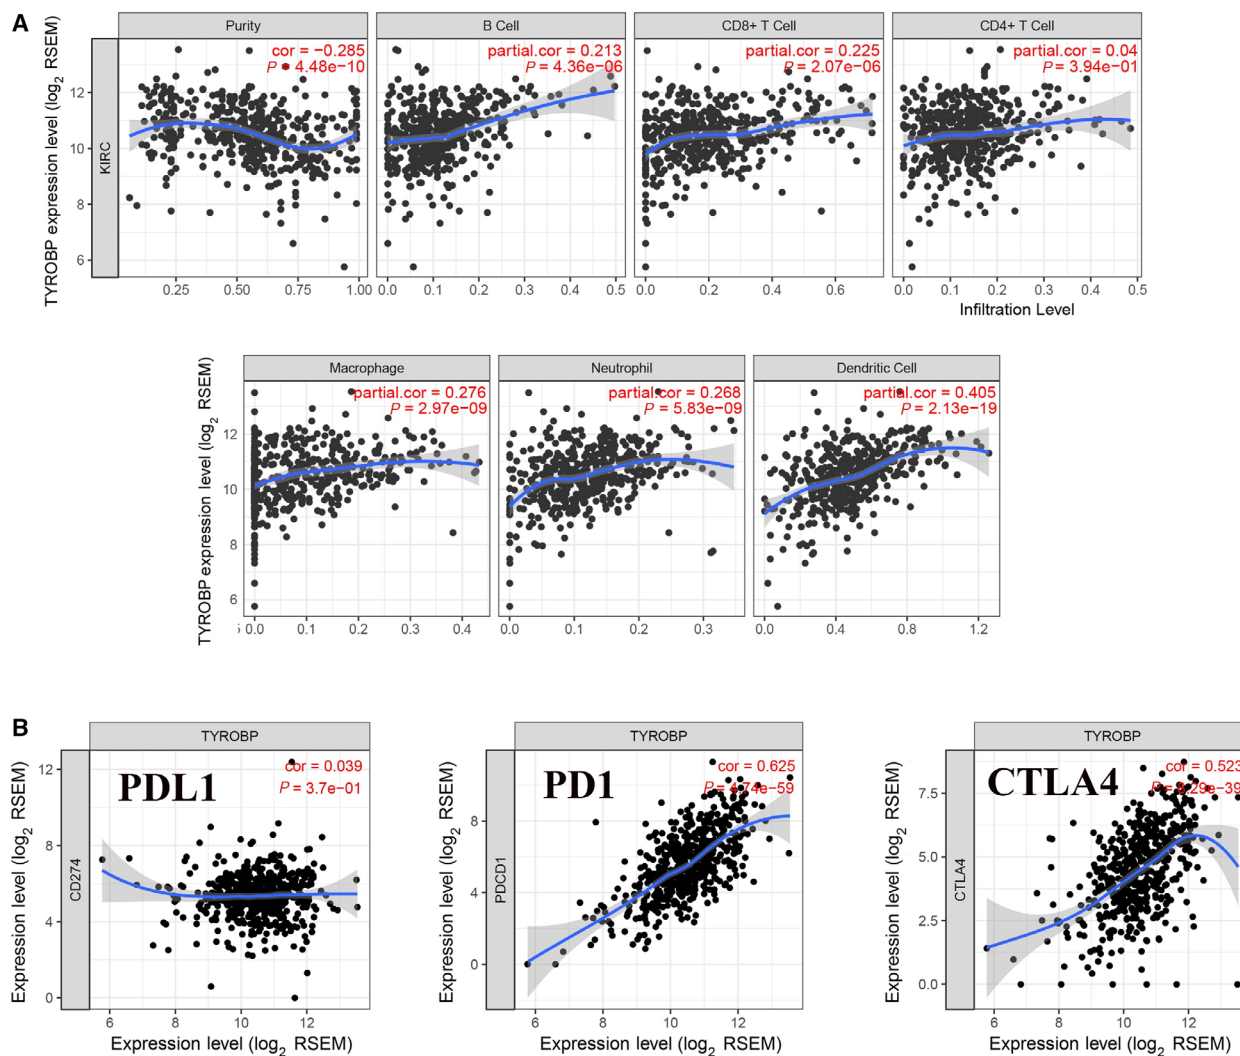 A
Purity
B Cell
CD8+ T Cell
CD4+ T Cell
TYROBP expression level (log2 RSEM)
KIRC
cor = −0.285
P = 4.48e−10
partial.cor = 0.213
P = 4.36e−06
partial.cor = 0.225
P = 2.07e−06
partial.cor = 0.04
P = 3.94e−01
12
10
8
6
0.25 0.50 0.75 1.00
0.0 0.1 0.2 0.3 0.4 0.5
0.0 0.2 0.4 0.6
0.0 0.1 0.2 0.3 0.4 0.5
Infiltration Level
Macrophage
Neutrophil
Dendritic Cell
TYROBP expression level (log2 RSEM)
partial.cor = 0.276
P = 2.97e−09
partial.cor = 0.268
P = 5.83e−09
partial.cor = 0.405
P = 2.13e−19
12
10
8
6
0.0 0.1 0.2 0.3 0.4
0.0 0.1 0.2 0.3
0.0 0.4 0.8 1.2
B
TYROBP
Expression level (log2 RSEM)
CD274
PDL1
cor = 0.039
P = 3.7e−01
12
8
4
0
6 8 10 12
Expression level (log2 RSEM)
TYROBP
Expression level (log2 RSEM)
PDCD1
PD1
cor = 0.625
P = 4.74e−59
8
4
0
6 8 10 12
Expression level (log2 RSEM)
TYROBP
Expression level (log2 RSEM)
CTLA4
CTLA4
cor = 0.523
7.5
5.0
2.5
0.0
6 8 10 12
Expression level (log2 RSEM)